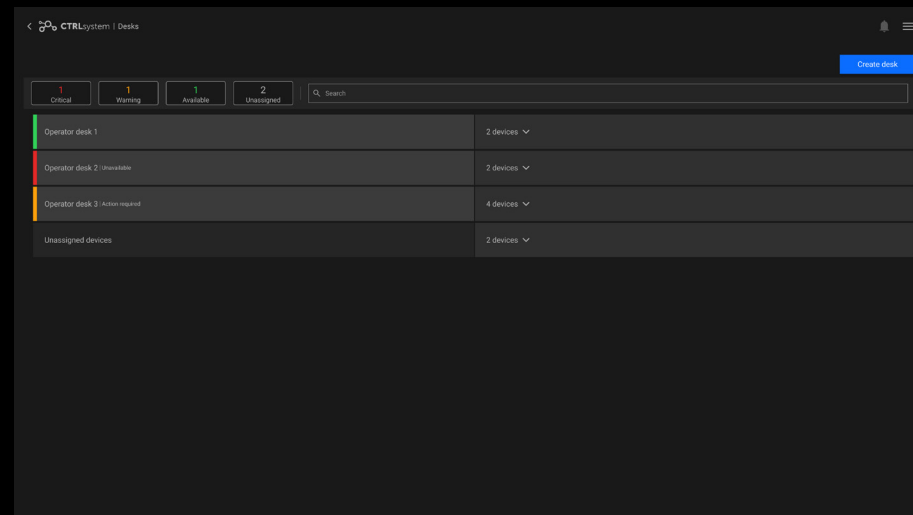 CTRLsystem | Desks
Create desk
1 Critical
1 Warning
1 Available
2 Unassigned
Search
Operator desk 1
2 devices
Operator desk 2 | Unavailable
2 devices
Operator desk 3 | Action required
4 devices
Unassigned devices
2 devices